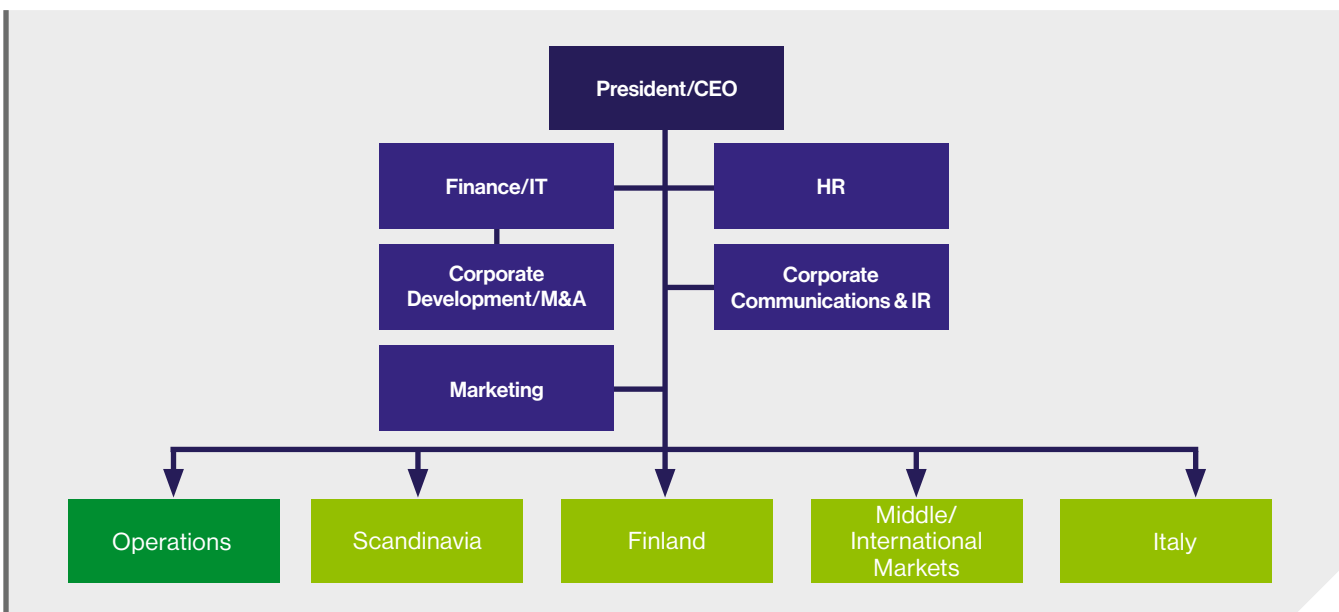 President/CEO
Finance/IT
HR
Corporate
Development/M&A
Corporate
Communications & IR
Marketing
Operations
Scandinavia
Finland
Middle/
International
Markets
Italy